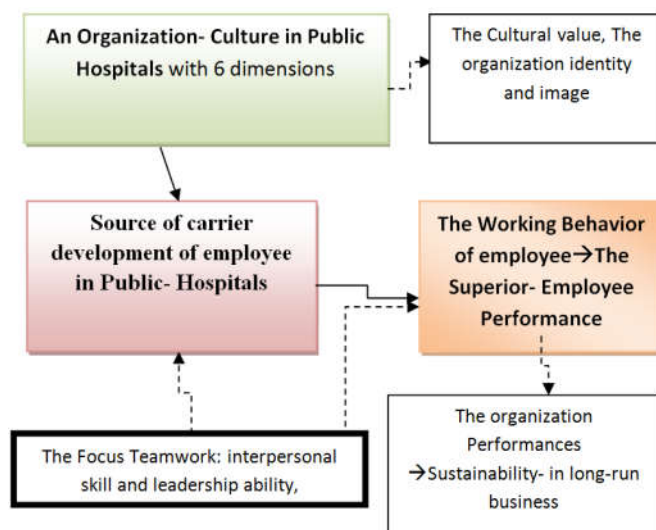 An Organization- Culture in Public
Hospitals with 6 dimensions
The Cultural value, The
organization identity
and image
Source of carrier
development of employee
in Public- Hospitals
The Working Behavior
of employee→The
Superior- Employee
Performance
The Focus Teamwork: interpersonal
skill and leadership ability,
The organization
Performances
→Sustainability- in long-run
business